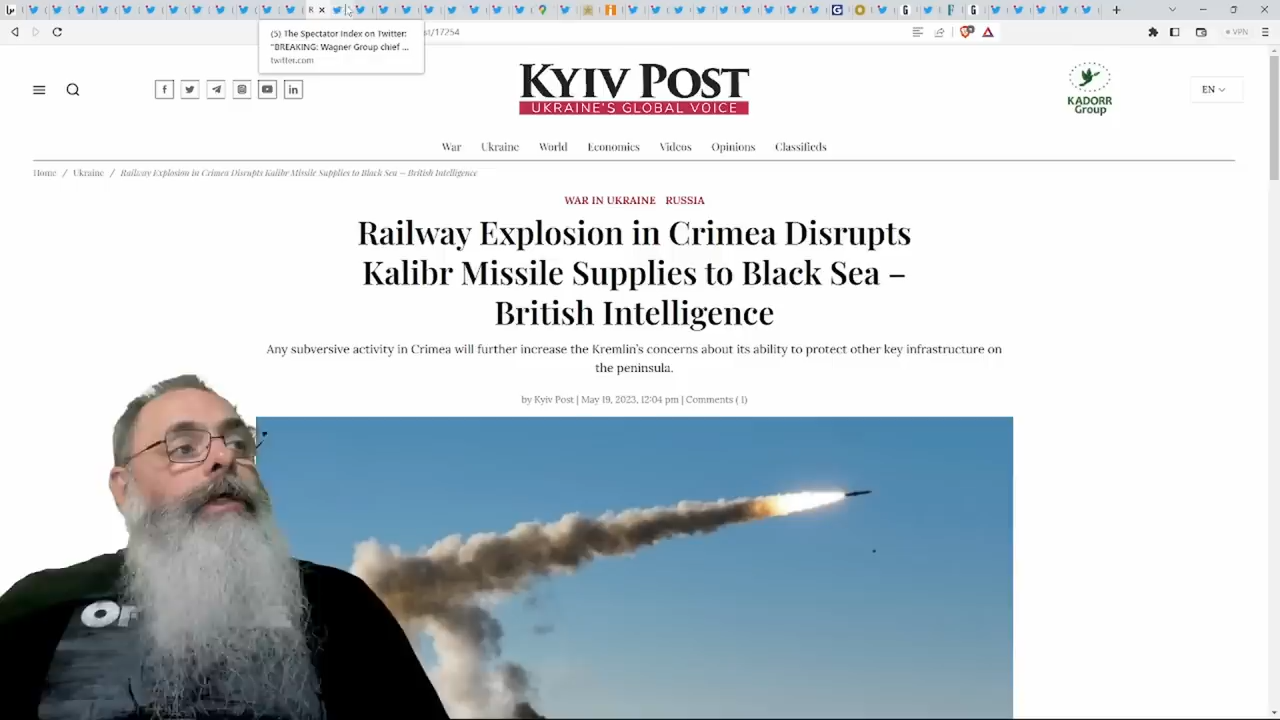 (5) The Spectator Index on Twitter:
"BREAKING: Wagner Group chief ...
twitter.com
/17254
VPN
KYIV POST
UKRAINE'S GLOBAL VOICE
KADORR
Group
EN
War Ukraine World Economics Videos Opinions Classifieds
Home / Ukraine / Railway Explosion in Crimea Disrupts Kalibr Missile Supplies to Black Sea – British Intelligence
WAR IN UKRAINE RUSSIA
Railway Explosion in Crimea Disrupts
Kalibr Missile Supplies to Black Sea –
British Intelligence
Any subversive activity in Crimea will further increase the Kremlin's concerns about its ability to protect other key infrastructure on
the peninsula.
by Kyiv Post | May 19, 2023, 12:04 pm | Comments ( 1)